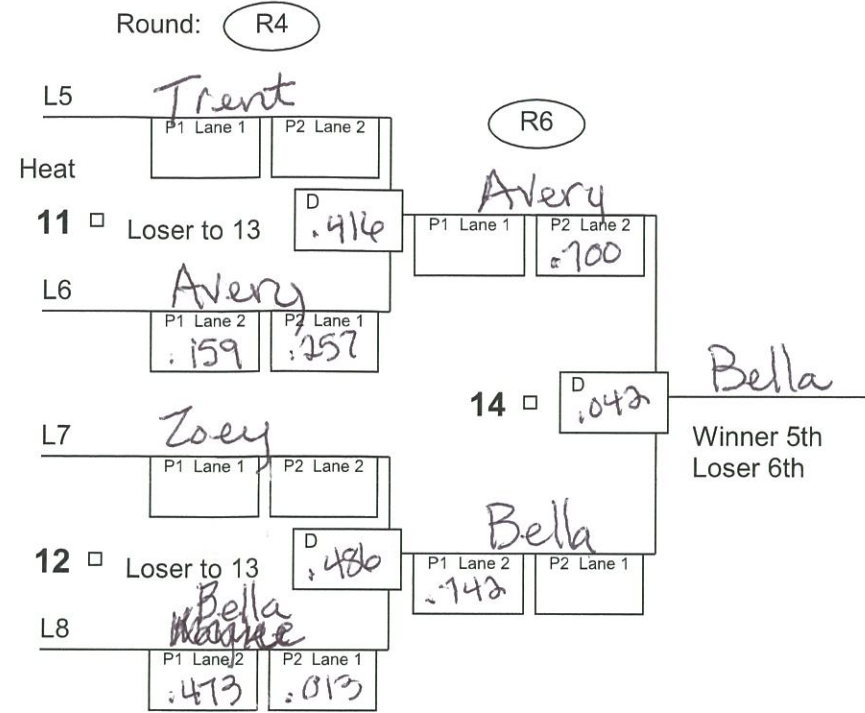 Round: R4
L5 Trent
P1 Lane 1 P2 Lane 2
R6
Heat
Avery
11 Loser to 13 D .416
P1 Lane 1 P2 Lane 2
.700
L6 Avery
P1 Lane 2 P2 Lane 1
.159 .257
14 D .042 Bella
Winner 5th
Loser 6th
L7 Zoey
P1 Lane 1 P2 Lane 2
Bella
12 Loser to 13 D .486
P1 Lane 2 P2 Lane 1
.742
Bella
L8
P1 Lane 2 P2 Lane 1
.473 .013